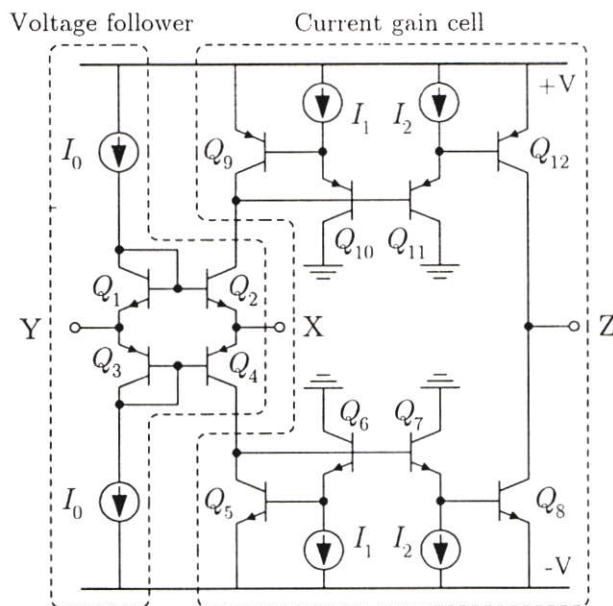 Voltage follower
Current gain cell
+V
I1
I2
I0
Q9
Q12
Q10
Q11
Q1
Q2
Y
X
Z
Q3
Q4
Q6
Q7
I0
Q5
Q8
I1
I2
-V